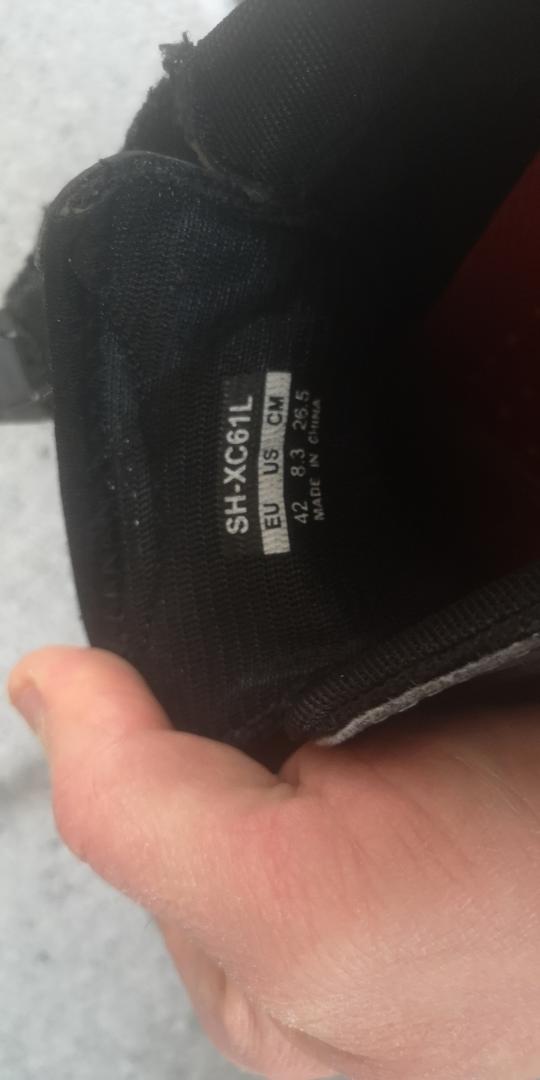 SH-XC61L
EU US CM
42 8.3 26.5
MADE IN CHINA